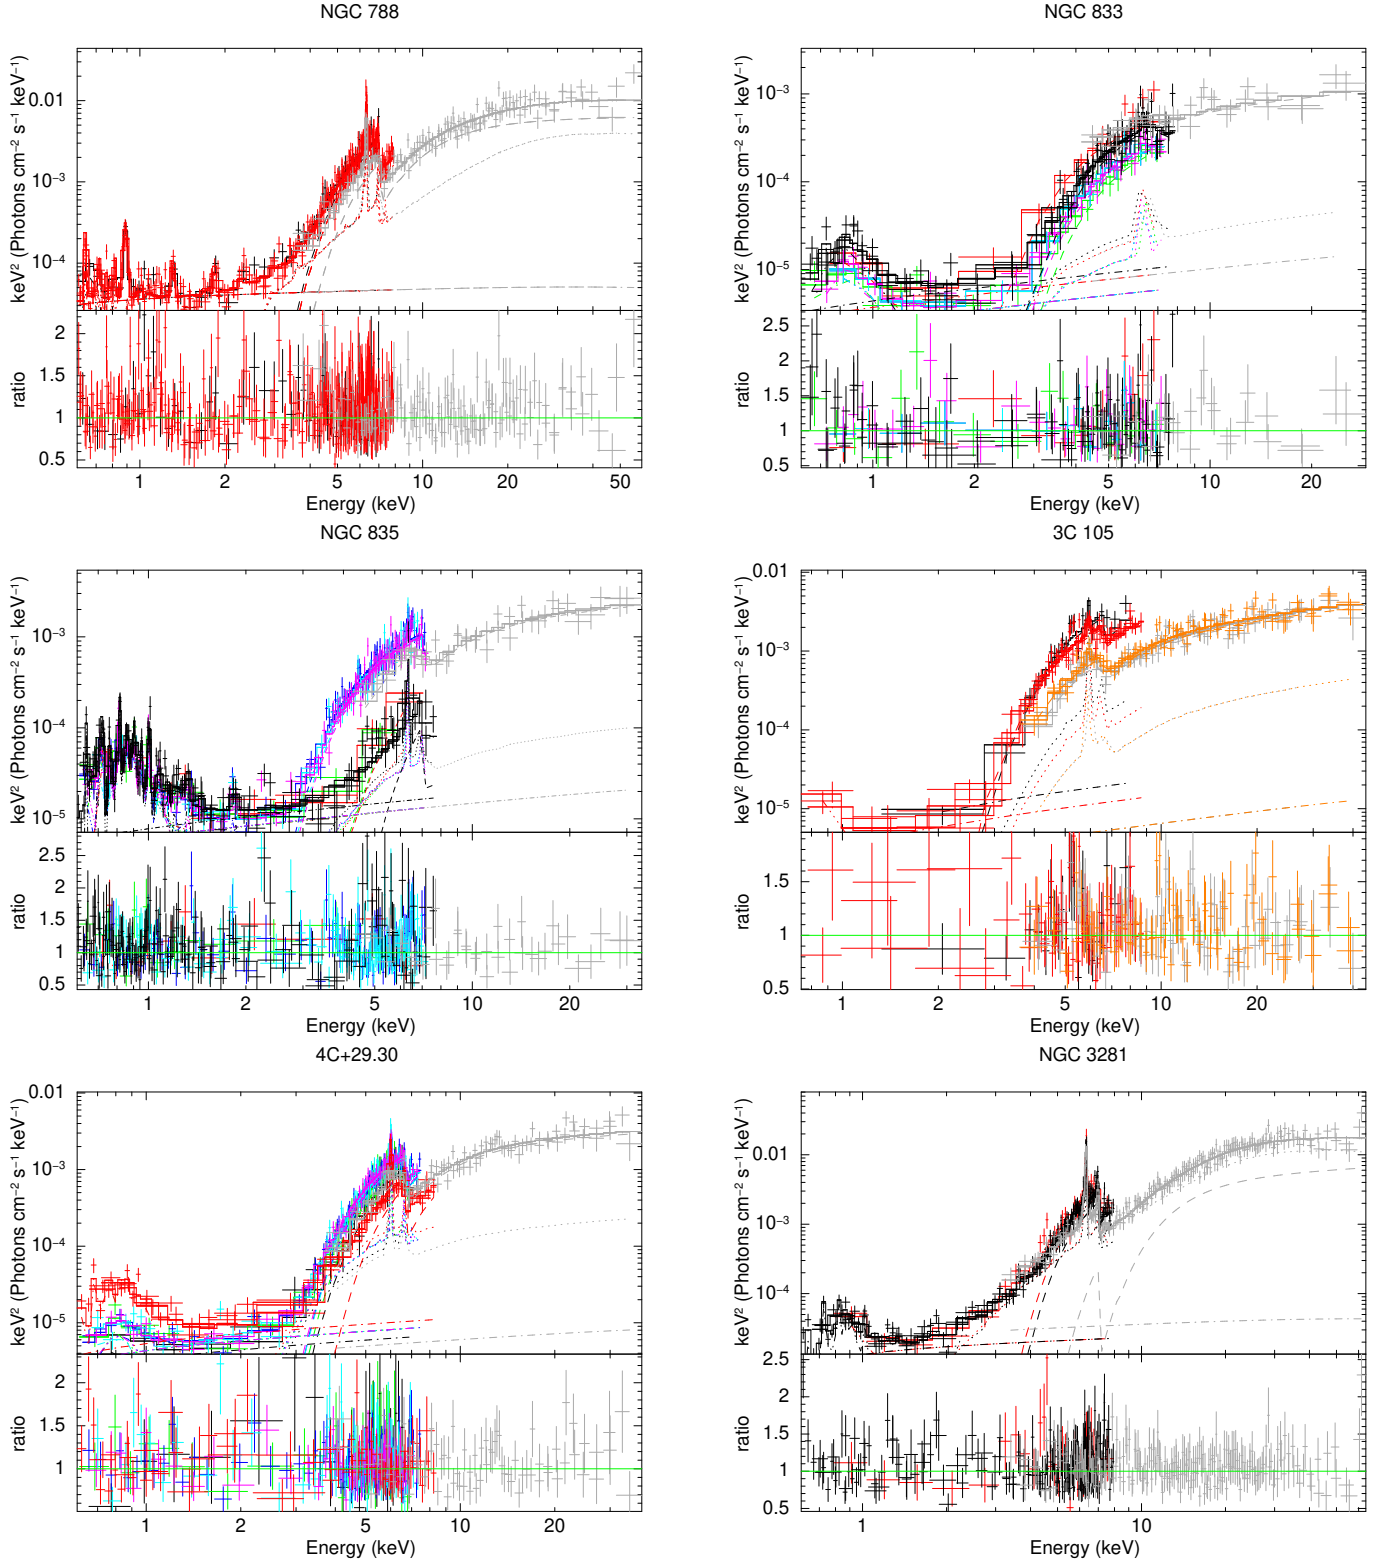 NGC 788
keV² (Photons cm⁻² s⁻¹ keV⁻¹)
0.01
10⁻³
10⁻⁴
ratio
2
1.5
1
0.5
1 2 5 10 20 50
Energy (keV)
NGC 833
keV² (Photons cm⁻² s⁻¹ keV⁻¹)
10⁻³
10⁻⁴
10⁻⁵
ratio
2.5
2
1.5
1
0.5
1 2 5 10 20
Energy (keV)
NGC 835
keV² (Photons cm⁻² s⁻¹ keV⁻¹)
10⁻³
10⁻⁴
10⁻⁵
ratio
2.5
2
1.5
1
0.5
1 2 5 10 20
Energy (keV)
3C 105
keV² (Photons cm⁻² s⁻¹ keV⁻¹)
0.01
10⁻³
10⁻⁴
10⁻⁵
ratio
1.5
1
0.5
1 2 5 10 20
Energy (keV)
4C+29.30
keV² (Photons cm⁻² s⁻¹ keV⁻¹)
0.01
10⁻³
10⁻⁴
10⁻⁵
ratio
2
1.5
1
1 2 5 10 20
Energy (keV)
NGC 3281
keV² (Photons cm⁻² s⁻¹ keV⁻¹)
0.01
10⁻³
10⁻⁴
ratio
2.5
2
1.5
1
0.5
1 10
Energy (keV)